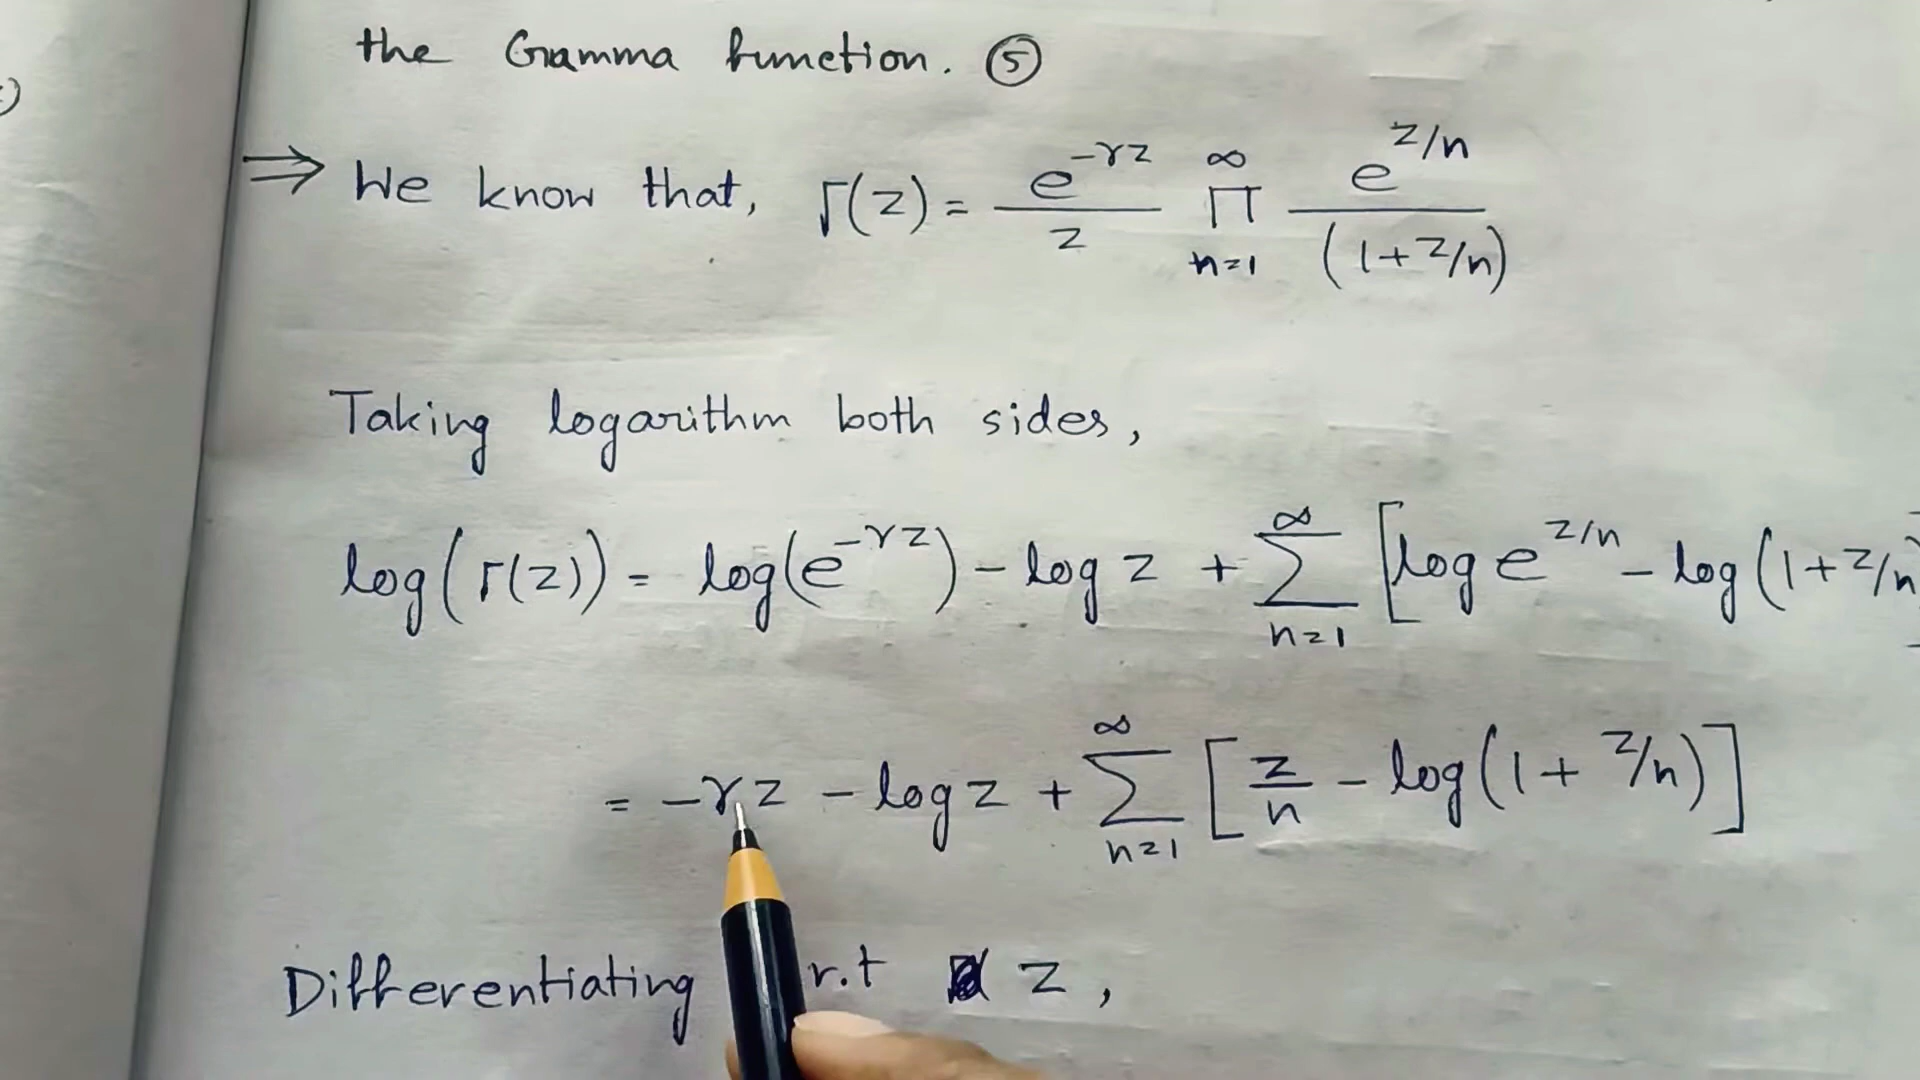 the Gamma function. ⑤
⇒ We know that, Γ(z) = e^{-γz}/z ∏_{n=1}^{∞} e^{z/n}/(1+z/n)
Taking logarithm both sides,
log(Γ(z)) = log(e^{-γz}) - log z + ∑_{n=1}^{∞} [log e^{z/n} - log(1+z/n)]
= -γz - log z + ∑_{n=1}^{∞} [z/n - log(1+z/n)]
Differentiating r.t z,